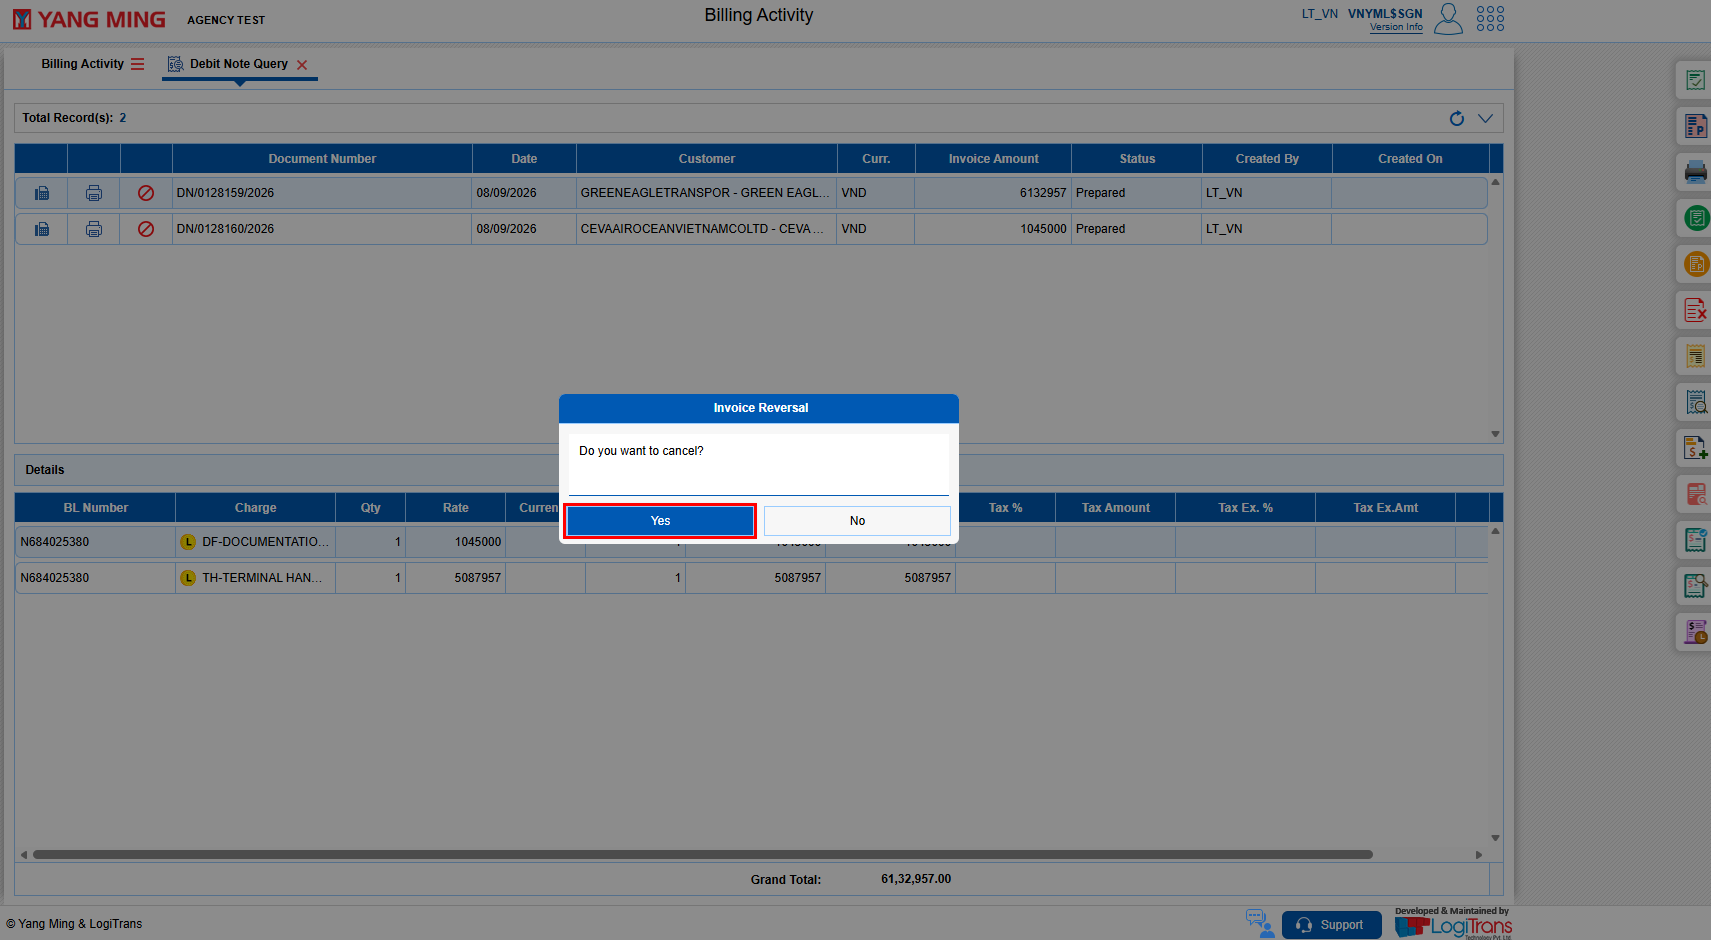 YANG MING AGENCY TEST Billing Activity LT_VN VNYML$SGN
Version Info
Billing Activity Debit Note Query
Total Record(s): 2
Document Number Date Customer Curr. Invoice Amount Status Created By Created On
DN/0128159/2026 08/09/2026 GREENEAGLETRANSPOR - GREEN EAGL... VND 6132957 Prepared LT_VN
DN/0128160/2026 08/09/2026 CEVAAIROCEANVIETNAMCOLTD - CEVA ... VND 1045000 Prepared LT_VN
Invoice Reversal
Do you want to cancel?
Yes No
Details
BL Number Charge Qty Rate Curren Tax % Tax Amount Tax Ex. % Tax Ex.Amt
N684025380 L DF-DOCUMENTATIO... 1 1045000
N684025380 L TH-TERMINAL HAN... 1 5087957 1 5087957 5087957
Grand Total: 61,32,957.00
© Yang Ming & LogiTrans
Support
Developed & Maintained by
LogiTrans
Technology Pvt. Ltd.